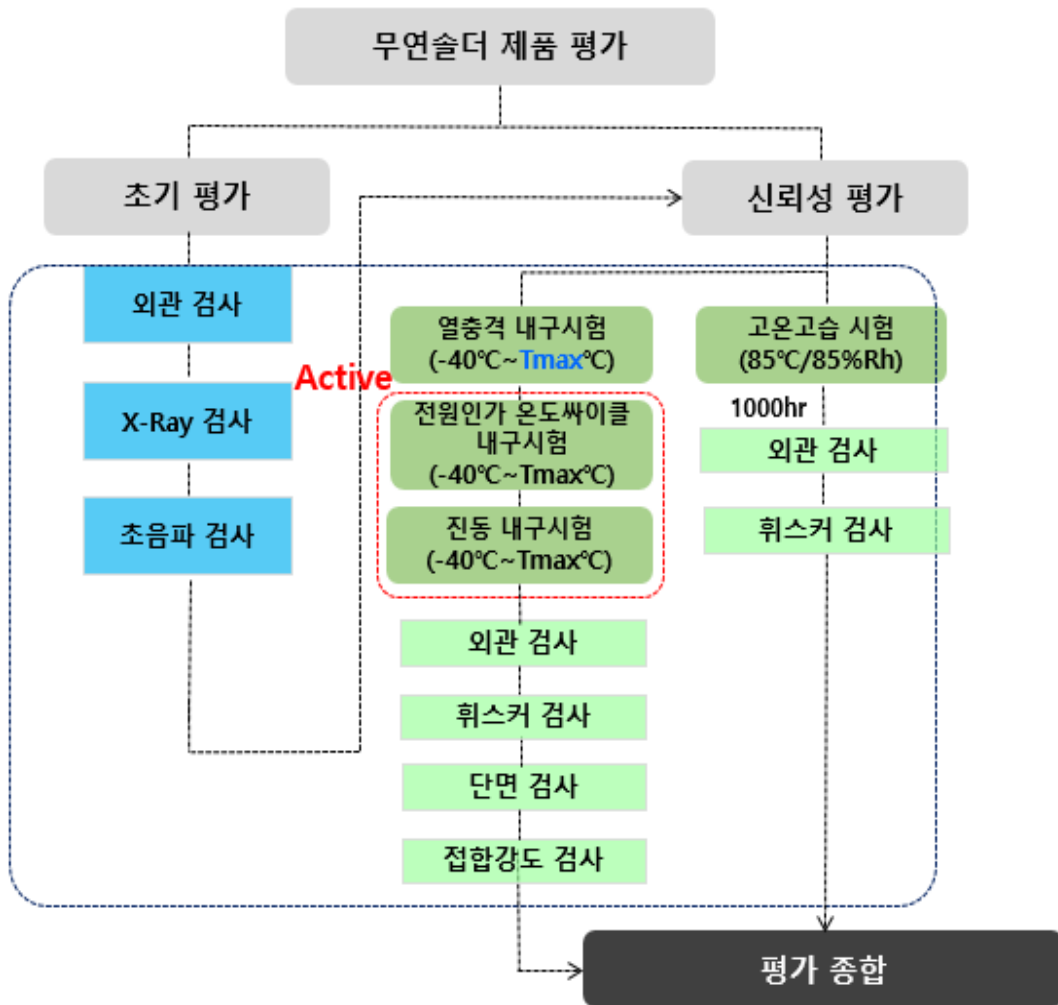 무연솔더 제품 평가
초기 평가
신뢰성 평가
외관 검사
X-Ray 검사
초음파 검사
Active
열충격 내구시험
(-40℃~Tmax℃)
전원인가 온도싸이클
내구시험
(-40℃~Tmax℃)
진동 내구시험
(-40℃~Tmax℃)
외관 검사
휘스커 검사
단면 검사
접합강도 검사
고온고습 시험
(85℃/85%Rh)
1000hr
외관 검사
휘스커 검사
평가 종합